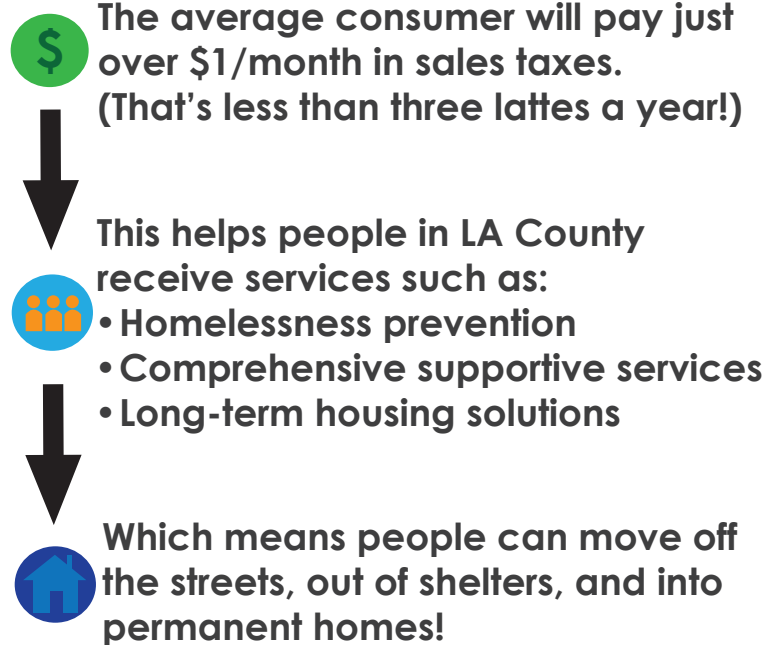 The average consumer will pay just
over $1/month in sales taxes.
(That's less than three lattes a year!)
$
This helps people in LA County
receive services such as:
• Homelessness prevention
• Comprehensive supportive services
• Long-term housing solutions
Which means people can move off
the streets, out of shelters, and into
permanent homes!